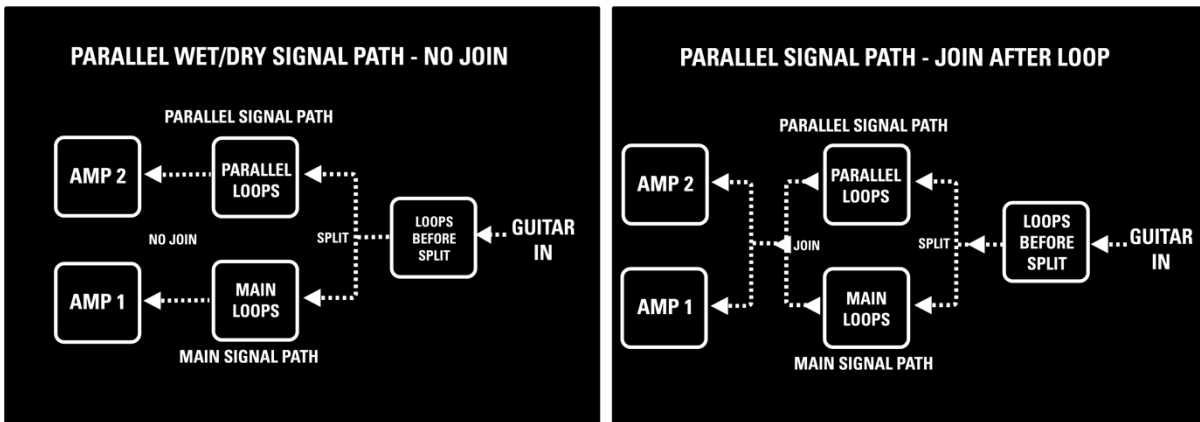 PARALLEL WET/DRY SIGNAL PATH - NO JOIN
PARALLEL SIGNAL PATH
AMP 2
PARALLEL
LOOPS
NO JOIN
SPLIT
LOOPS
BEFORE
SPLIT
GUITAR
IN
AMP 1
MAIN
LOOPS
MAIN SIGNAL PATH
PARALLEL SIGNAL PATH - JOIN AFTER LOOP
PARALLEL SIGNAL PATH
AMP 2
PARALLEL
LOOPS
JOIN
SPLIT
LOOPS
BEFORE
SPLIT
GUITAR
IN
AMP 1
MAIN
LOOPS
MAIN SIGNAL PATH